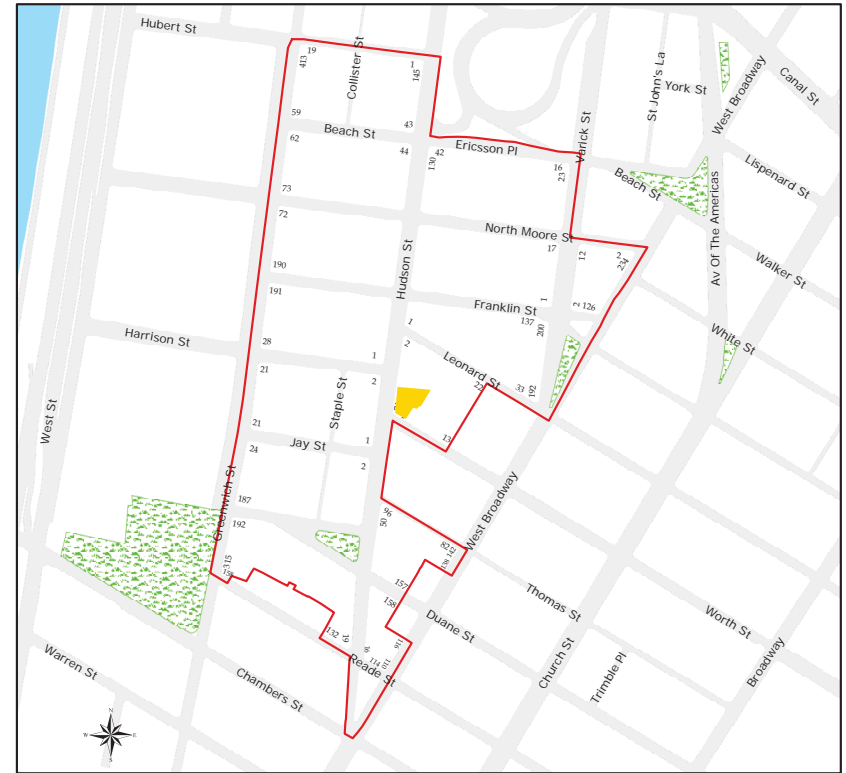 Hubert St
Collister St
19
413
1
145
St John's La
York St
West Broadway
Canal St
59
Beach St
43
62
44
42
130
Ericsson Pl
Varick St
16
23
Beach St
Lispenard St
73
72
North Moore St
17
12
2
234
Av Of The Americas
Walker St
Hudson St
190
191
Franklin St
1
137
200
2
126
White St
1
2
Harrison St
28
21
1
2
Leonard St
22
33
192
Staple St
West St
21
24
Jay St
1
2
13
Greenwich St
187
192
96
50
82
142
138
West Broadway
315
157
158
Duane St
Thomas St
Worth St
132
61
114
110
116
Reade St
Church St
Trimble Pl
Broadway
Warren St
Chambers St
N
W
E
S